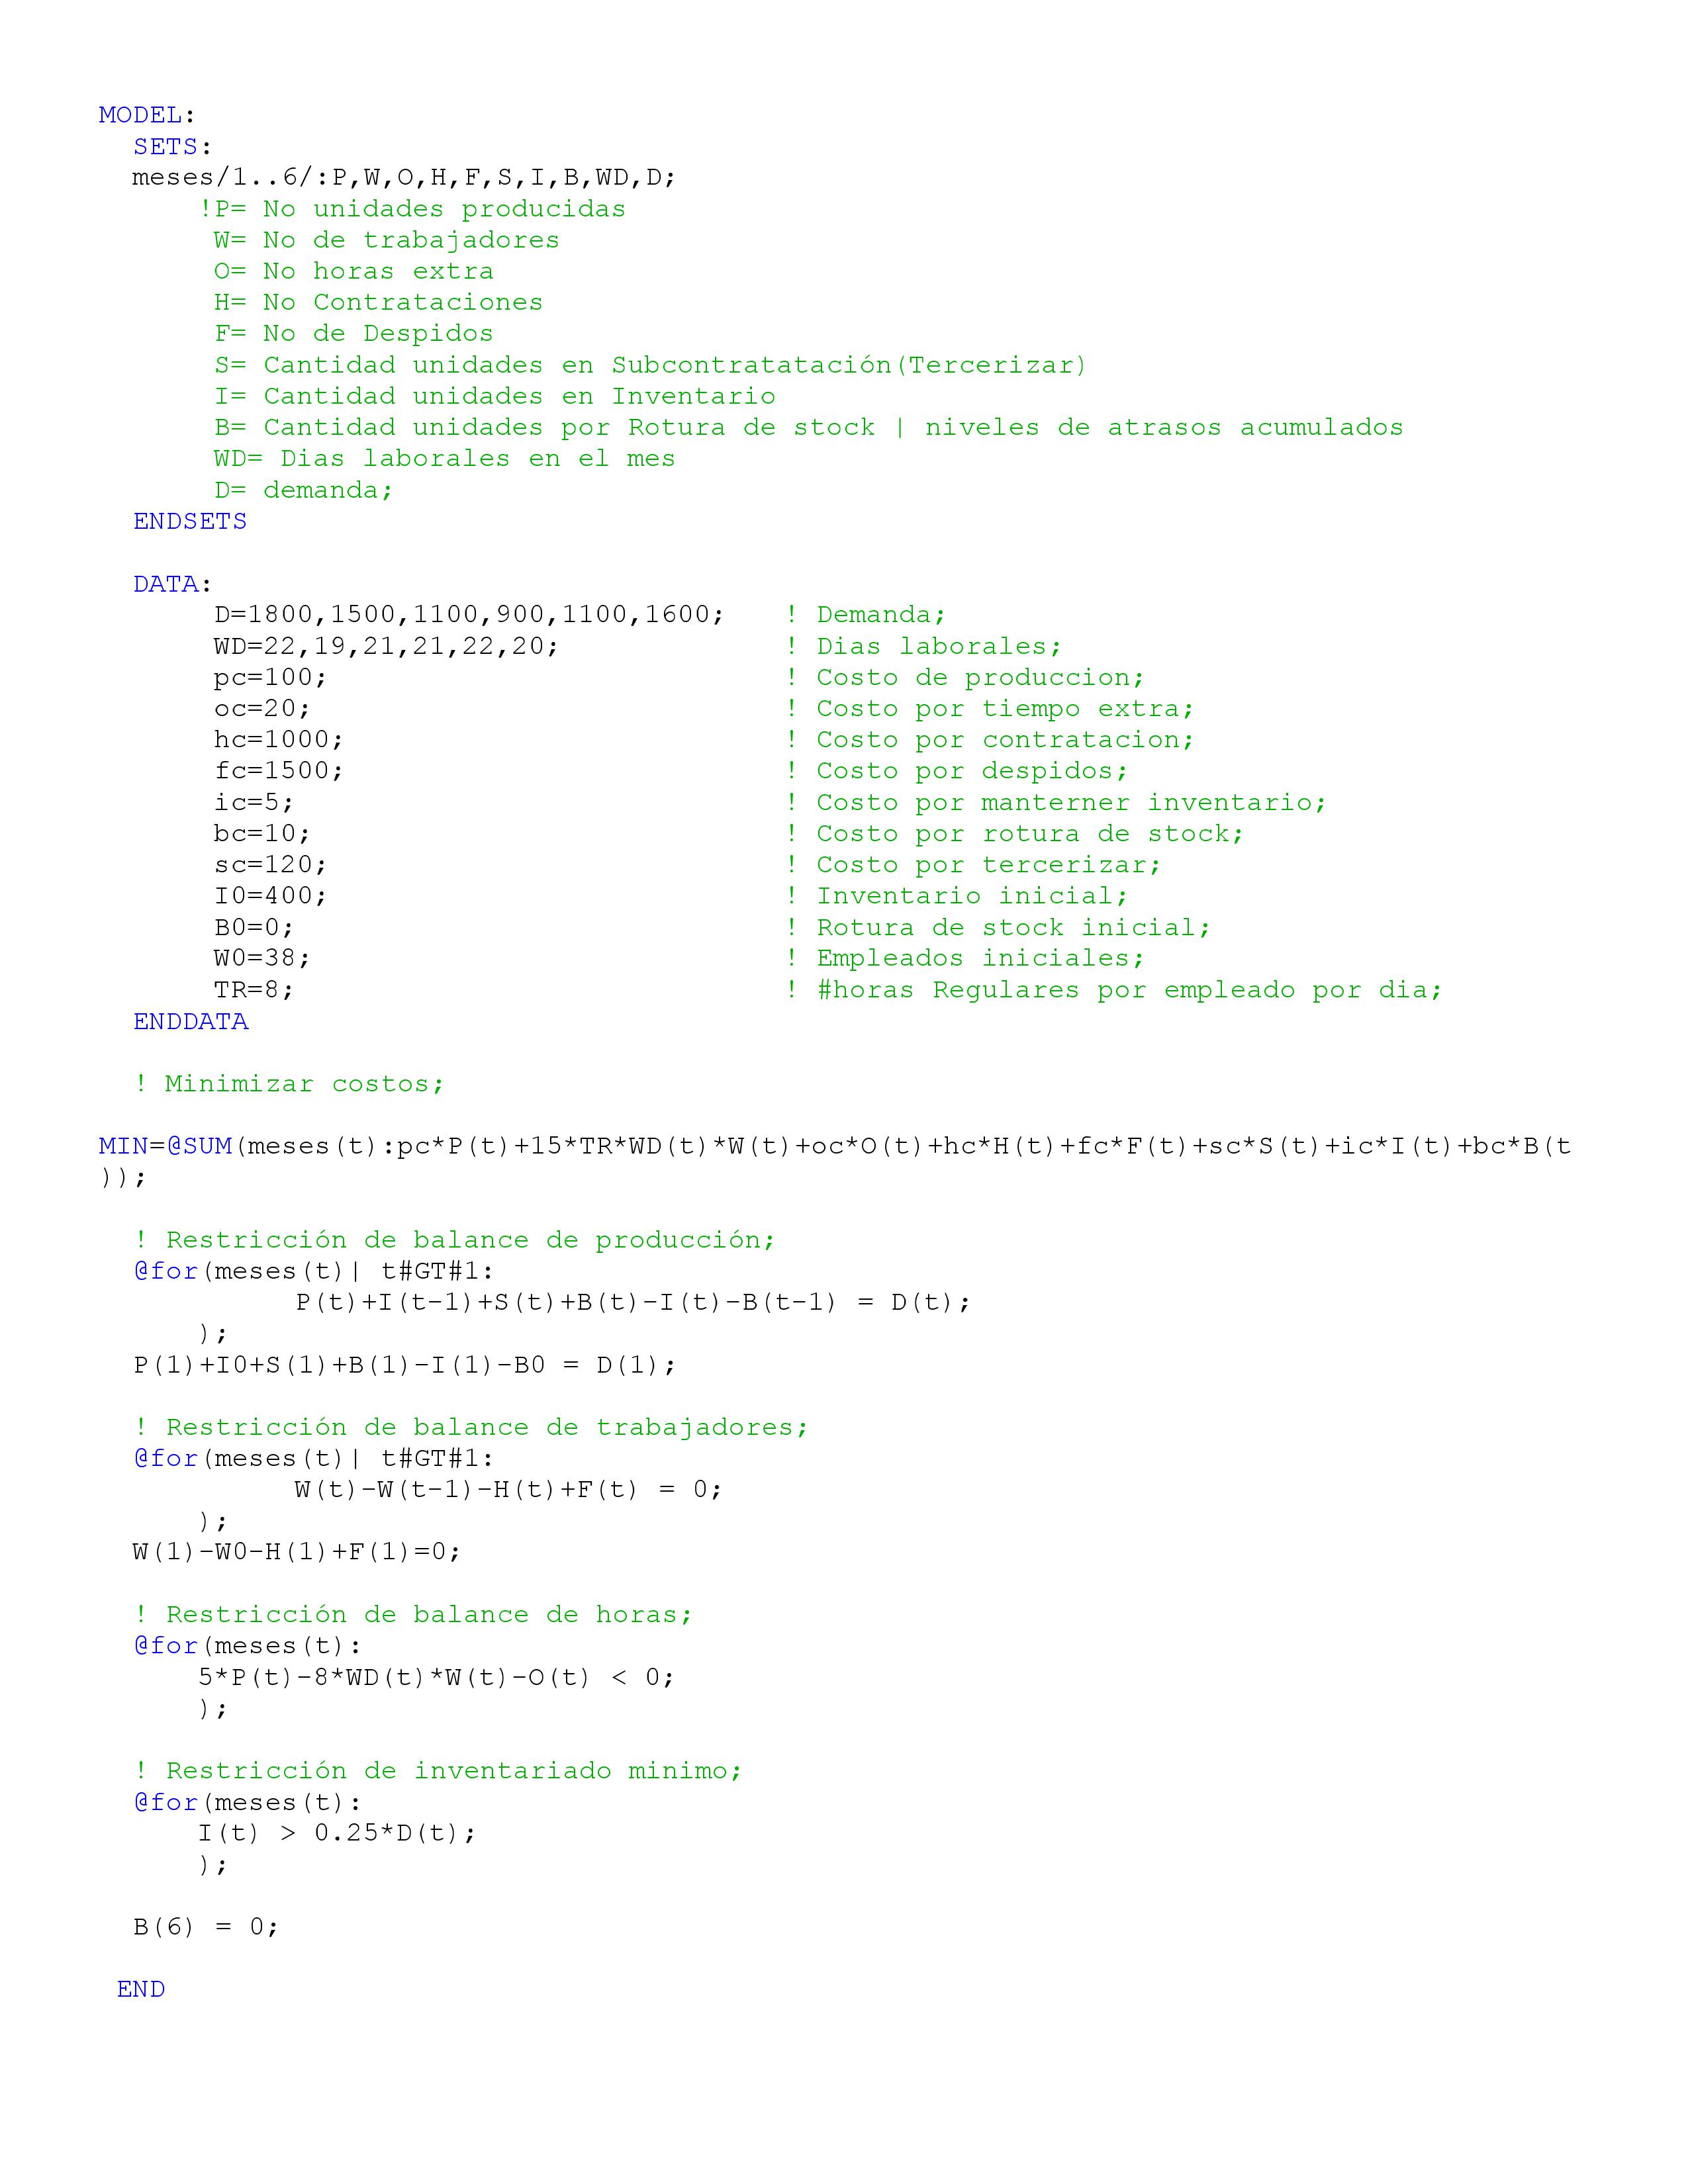 MODEL:
SETS:
meses/1..6/:P,W,O,H,F,S,I,B,WD,D;
!P= No unidades producidas
W= No de trabajadores
O= No horas extra
H= No Contrataciones
F= No de Despidos
S= Cantidad unidades en Subcontratatación(Tercerizar)
I= Cantidad unidades en Inventario
B= Cantidad unidades por Rotura de stock | niveles de atrasos acumulados
WD= Dias laborales en el mes
D= demanda;
ENDSETS
DATA:
D=1800,1500,1100,900,1100,1600; ! Demanda;
WD=22,19,21,21,22,20; ! Dias laborales;
pc=100; ! Costo de produccion;
oc=20; ! Costo por tiempo extra;
hc=1000; ! Costo por contratacion;
fc=1500; ! Costo por despidos;
ic=5; ! Costo por manterner inventario;
bc=10; ! Costo por rotura de stock;
sc=120; ! Costo por tercerizar;
I0=400; ! Inventario inicial;
B0=0; ! Rotura de stock inicial;
W0=38; ! Empleados iniciales;
TR=8; ! #horas Regulares por empleado por dia;
ENDDATA
! Minimizar costos;
MIN=@SUM(meses(t):pc*P(t)+15*TR*WD(t)*W(t)+oc*O(t)+hc*H(t)+fc*F(t)+sc*S(t)+ic*I(t)+bc*B(t
));
! Restricción de balance de producción;
@for(meses(t)| t#GT#1:
P(t)+I(t-1)+S(t)+B(t)-I(t)-B(t-1) = D(t);
);
P(1)+I0+S(1)+B(1)-I(1)-B0 = D(1);
! Restricción de balance de trabajadores;
@for(meses(t)| t#GT#1:
W(t)-W(t-1)-H(t)+F(t) = 0;
);
W(1)-W0-H(1)+F(1)=0;
! Restricción de balance de horas;
@for(meses(t):
5*P(t)-8*WD(t)*W(t)-O(t) < 0;
);
! Restricción de inventariado minimo;
@for(meses(t):
I(t) > 0.25*D(t);
);
B(6) = 0;
END